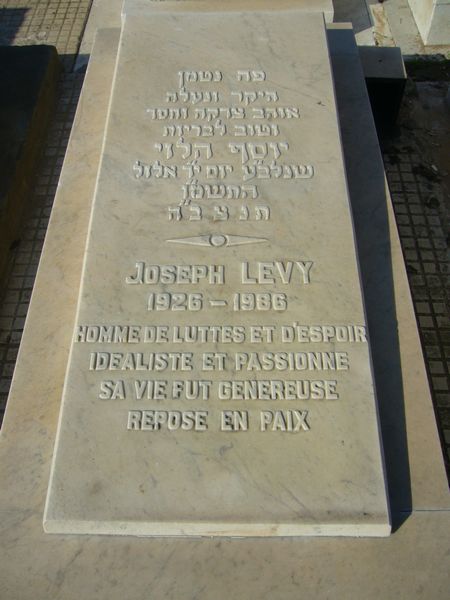 פה נטמן
היקר ונעלה
אוהב צדקה וחסד
וטוב לבריות
יוסף הלוי
שנלבע יום י״ד אלול
התשמ״ו
ת נ צ ב״ה
JOSEPH LEVY
1926 – 1986
HOMME DE LUTTES ET D'ESPOIR
IDEALISTE ET PASSIONNE
SA VIE FUT GENEREUSE
REPOSE EN PAIX